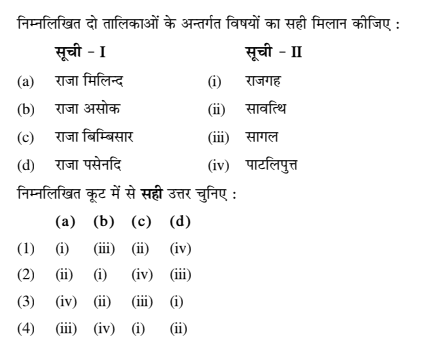 निम्नलिखित दो तालिकाओं के अन्तर्गत विषयों का सही मिलान कीजिए :
सूची - I सूची - II
(a) राजा मिलिन्द (i) राजगह
(b) राजा असोक (ii) सावत्थि
(c) राजा बिम्बिसार (iii) सागल
(d) राजा पसेनदि (iv) पाटलिपुत्त
निम्नलिखित कूट में से सही उत्तर चुनिए :
(a) (b) (c) (d)
(1) (i) (iii) (ii) (iv)
(2) (ii) (i) (iv) (iii)
(3) (iv) (ii) (iii) (i)
(4) (iii) (iv) (i) (ii)